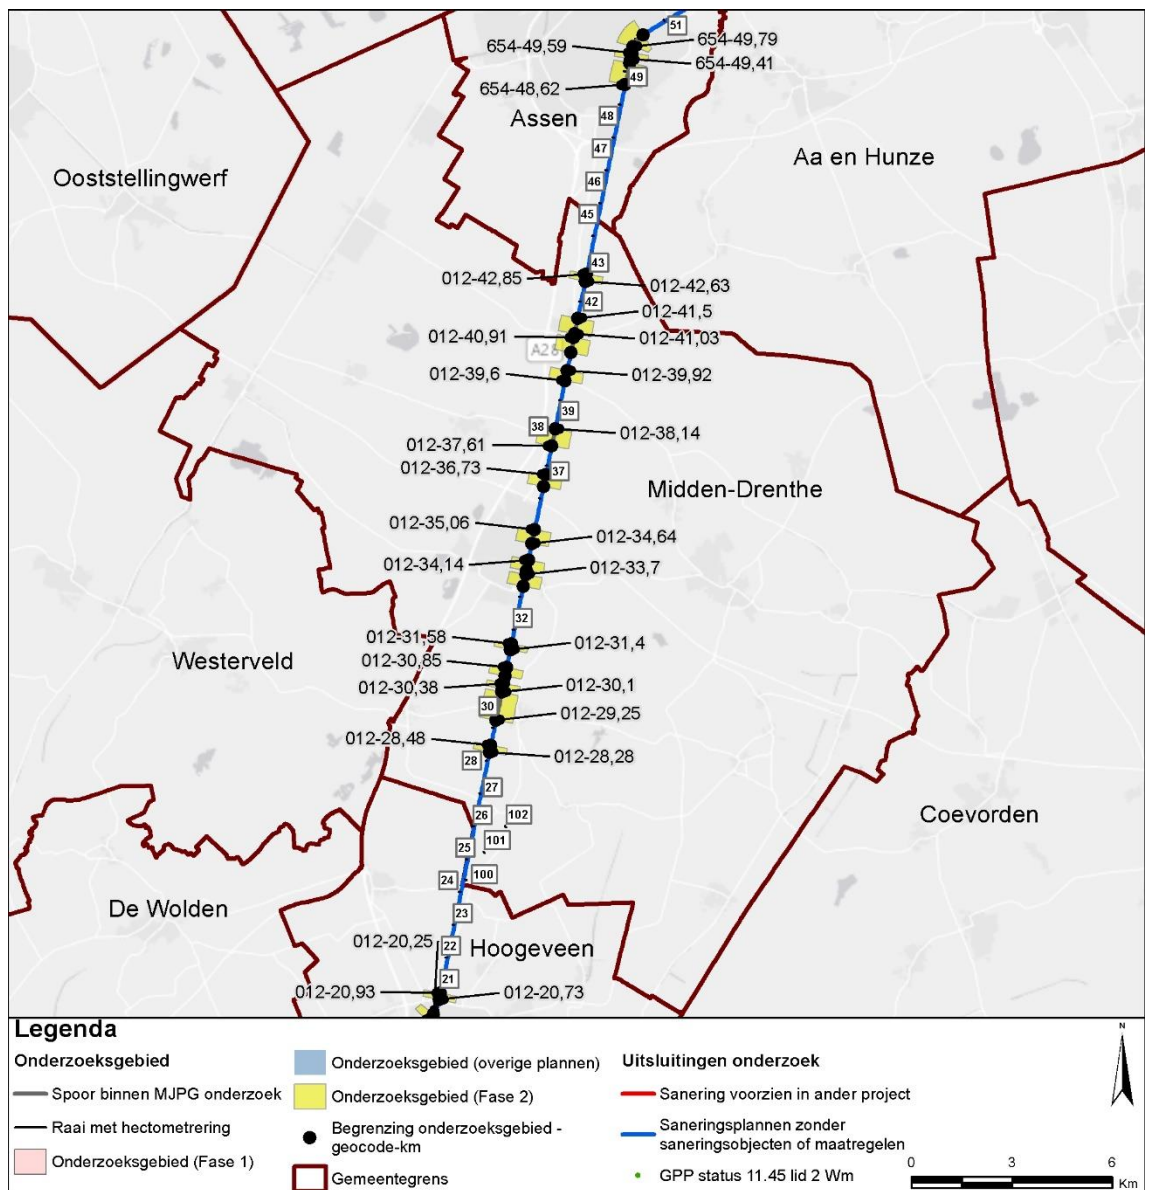 51
654-49,59
654-49,79
654-49,41
49
654-48,62
Assen
48
Aa en Hunze
47
Ooststellingwerf
46
45
43
012-42,85
012-42,63
42
012-41,5
012-40,91
012-41,03
A28
012-39,6
012-39,92
39
38
012-38,14
012-37,61
012-36,73
37
Midden-Drenthe
012-35,06
012-34,64
012-34,14
012-33,7
32
012-31,58
012-31,4
Westerveld
012-30,85
012-30,38
012-30,1
30
012-29,25
012-28,48
012-28,28
28
27
26
102
Coevorden
101
25
100
24
De Wolden
23
012-20,25
22
Hoogeveen
21
012-20,93
012-20,73
Legenda
Onderzoeksgebied
Spoor binnen MJPG onderzoek
Raai met hectometrering
Onderzoeksgebied (Fase 1)
Onderzoeksgebied (overige plannen)
Onderzoeksgebied (Fase 2)
Begrenzing onderzoeksgebied -
geocode-km
Gemeentegrens
Uitsluitingen onderzoek
Sanering voorzien in ander project
Saneringsplannen zonder
saneringsobjecten of maatregelen
GPP status 11.45 lid 2 Wm
N
0 3 6
Km